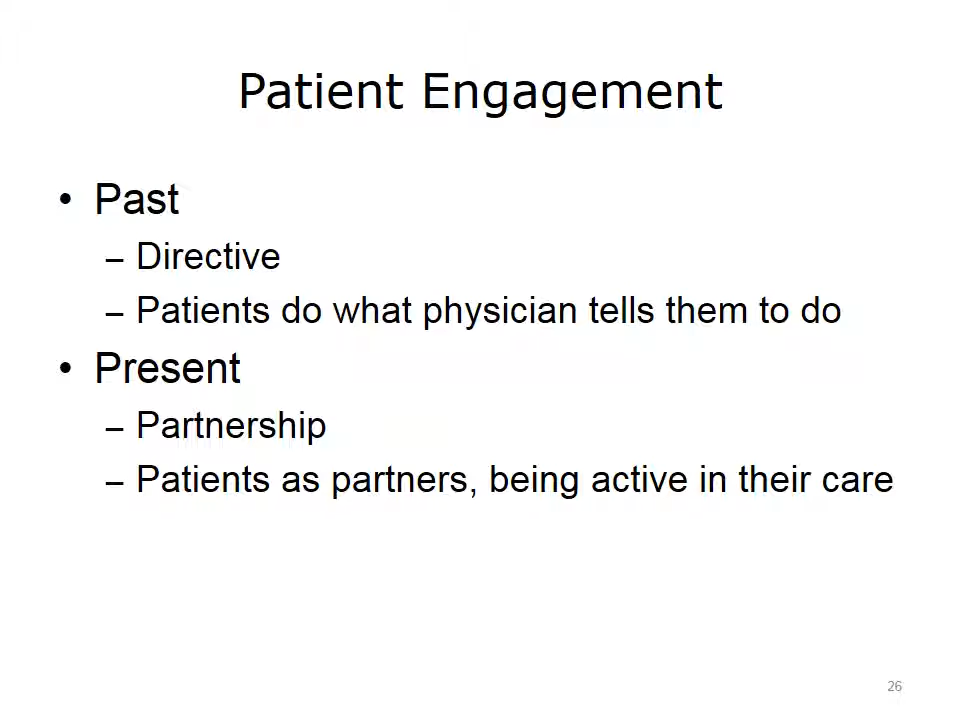 Patient Engagement
• Past
– Directive
– Patients do what physician tells them to do
• Present
– Partnership
– Patients as partners, being active in their care
26